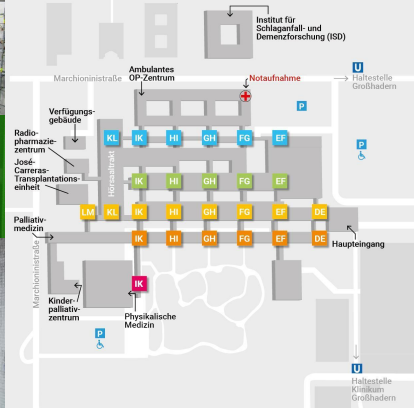 Institut für
Schlaganfall- und
Demenzforschung (ISD)
U
Marchioninistraße
Ambulantes
OP-Zentrum
Notaufnahme
Haltestelle
Großhadern
Verfügungs-
gebäude
P
Radio-
pharmazie-
zentrum
KL IK HI GH FG EF
P
José-
Carreras-
Transplantations-
einheit
Hörsaaltrakt
IK HI GH FG EF
LM KL IK HI GH FG EF DE
Palliativ-
medizin
IK HI GH FG EF DE
Haupteingang
Marchioninistraße
IK
Kinder-
palliativ-
zentrum
Physikalische
Medizin
P
U
Haltestelle
Klinikum
Großhadern